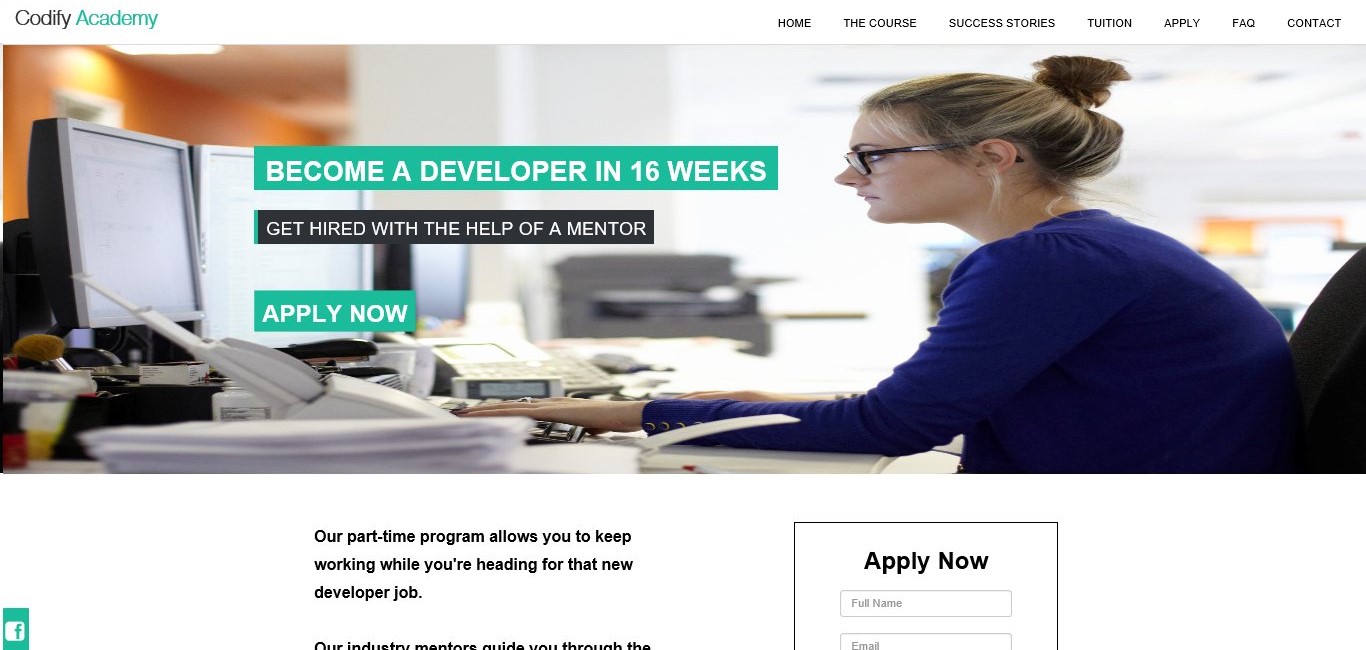 Codify Academy
HOME THE COURSE SUCCESS STORIES TUITION APPLY FAQ CONTACT
BECOME A DEVELOPER IN 16 WEEKS
GET HIRED WITH THE HELP OF A MENTOR
APPLY NOW
Our part-time program allows you to keep
working while you're heading for that new
developer job.
Our industry mentors guide you through the
Apply Now
Full Name
Email